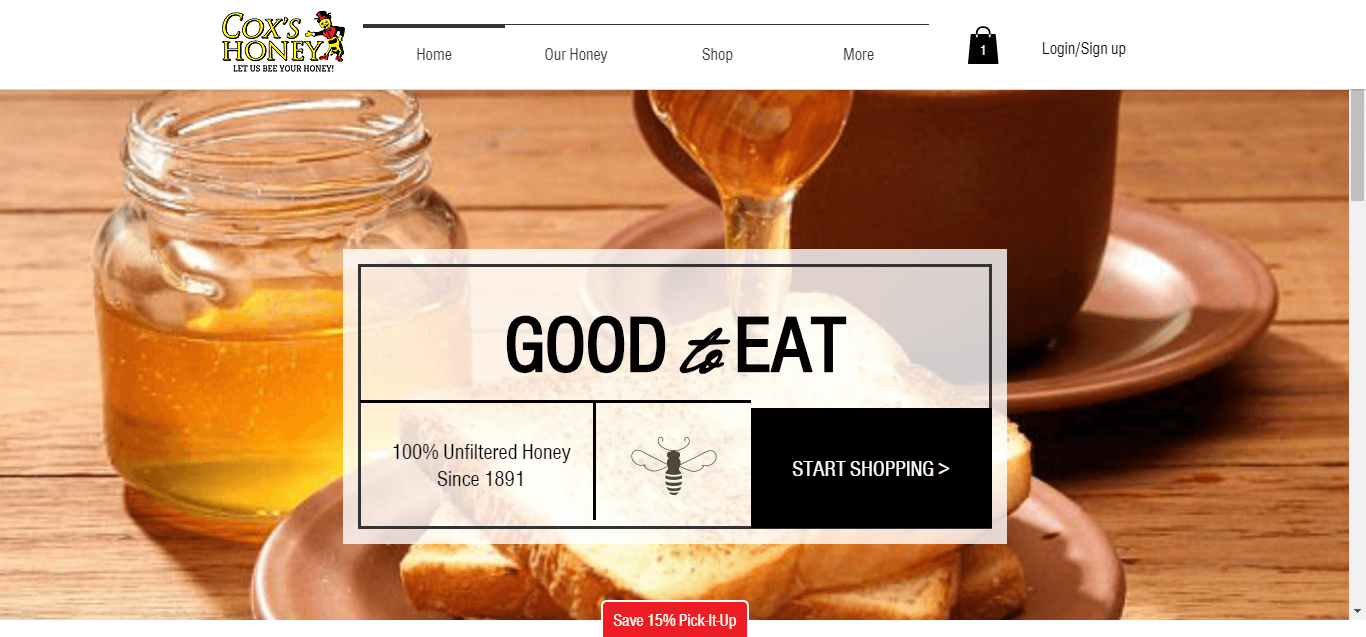 COX'S
HONEY
LET US BEE YOUR HONEY!
Home
Our Honey
Shop
More
1
Login/Sign up
GOOD to EAT
100% Unfiltered Honey
Since 1891
START SHOPPING >
Save 15% Pick-It-Up